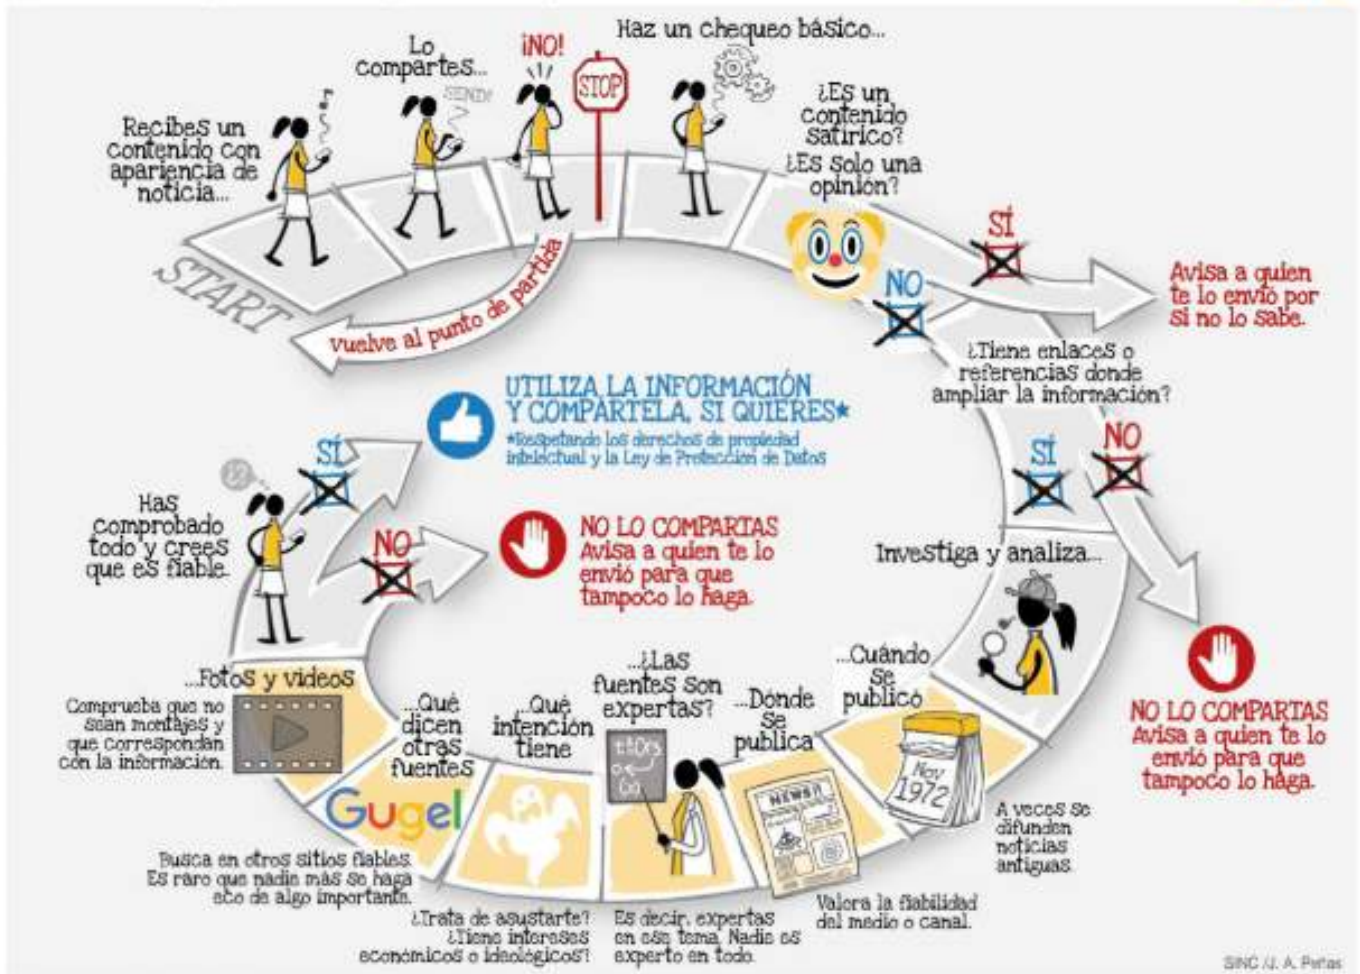 Recibes un
contenido con
apariencia de
noticia...
START
Lo
compartes...
SEND!
¡NO!
STOP
vuelve al punto de partida
Haz un chequeo básico...
¿Es un
contenido
satírico?
¿Es solo una
opinión?
SÍ
Avisa a quien
te lo envió por
si no lo sabe.
NO
¿Tiene enlaces o
referencias donde
ampliar la información?
NO
NO LO COMPARTAS
Avisa a quien te lo
envió para que
tampoco lo haga.
SÍ
Investiga y analiza...
...Cuándo
se
publicó
Nov
1972
A veces se
difunden
noticias
antiguas.
...Dónde
se
publica
NEWS!!
Valora la fiabilidad
del medio o canal.
...¿Las
fuentes son
expertas?
Es decir, expertas
en ese tema. Nadie es
experto en todo.
...Qué
intención
tiene
¿Trata de asustarte?
¿Tiene intereses
económicos o ideológicos?
...Qué
dicen
otras
fuentes
Gugel
Busca en otros sitios fiables.
Es raro que nadie más se haga
eco de algo importante.
...Fotos y videos
Comprueba que no
sean montajes y
que correspondan
con la información.
Has
comprobado
todo y crees
que es fiable.
SÍ
UTILIZA LA INFORMACIÓN
Y COMPÁRTELA, SI QUIERES*
*Respetando los derechos de propiedad
intelectual y la Ley de Protección de Datos
NO
NO LO COMPARTAS
Avisa a quien te lo
envió para que
tampoco lo haga.
SINC / J. A. Peñas